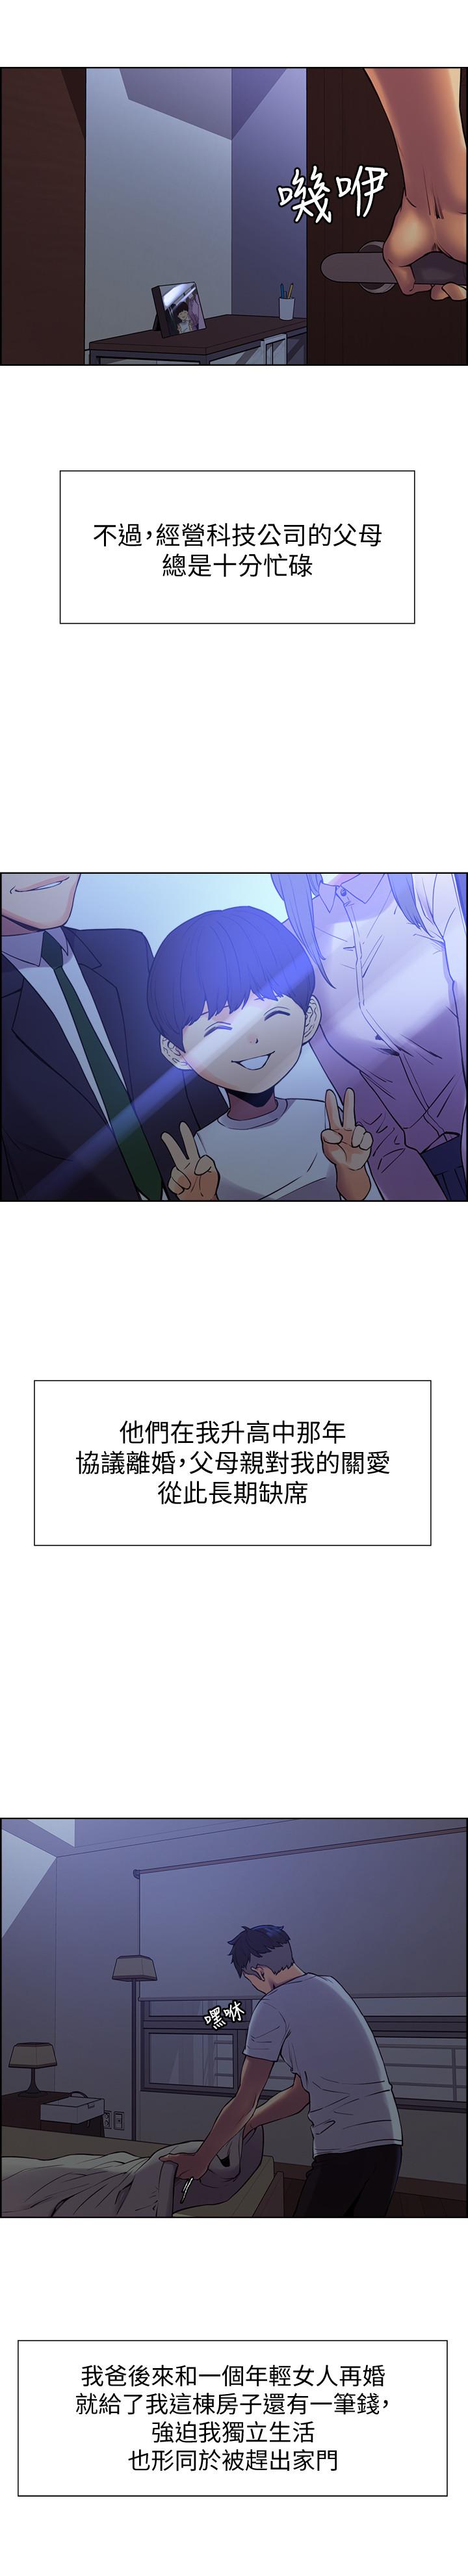 嘰咿
不過,經營科技公司的父母
總是十分忙碌
他們在我升高中那年
協議離婚,父母親對我的關愛
從此長期缺席
嘿咻
我爸後來和一個年輕女人再婚
就給了我這棟房子還有一筆錢,
強迫我獨立生活
也形同於被趕出家門